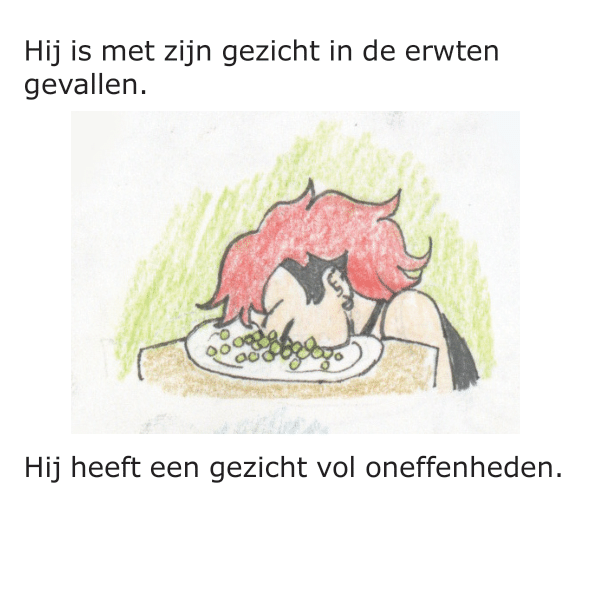 Hij is met zijn gezicht in de erwten
gevallen.
Hij heeft een gezicht vol oneffenheden.